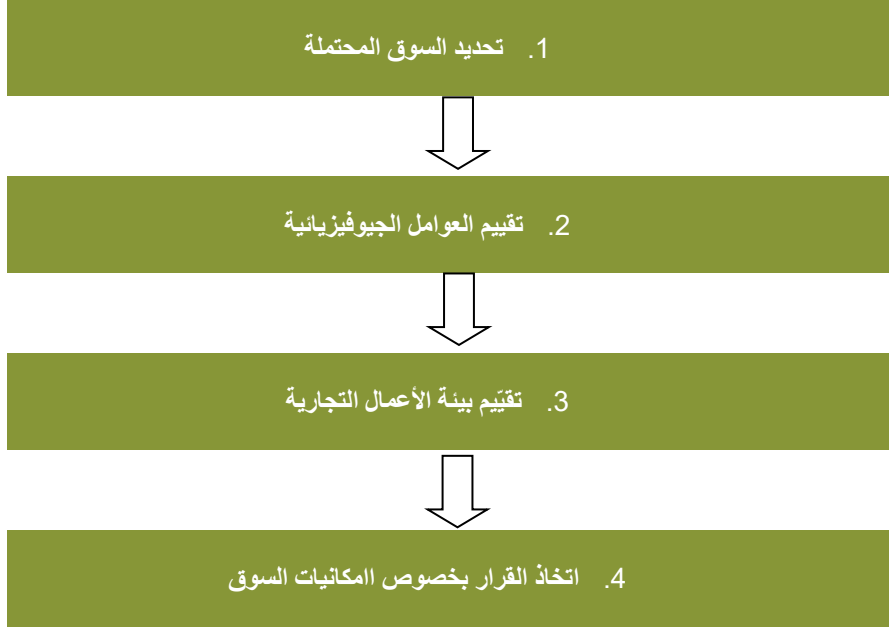 1. تحديد السوق المحتملة
2. تقييم العوامل الجيوفيزيائية
3. تقيّيم بيئة الأعمال التجارية
4. اتخاذ القرار بخصوص اامكانيات السوق